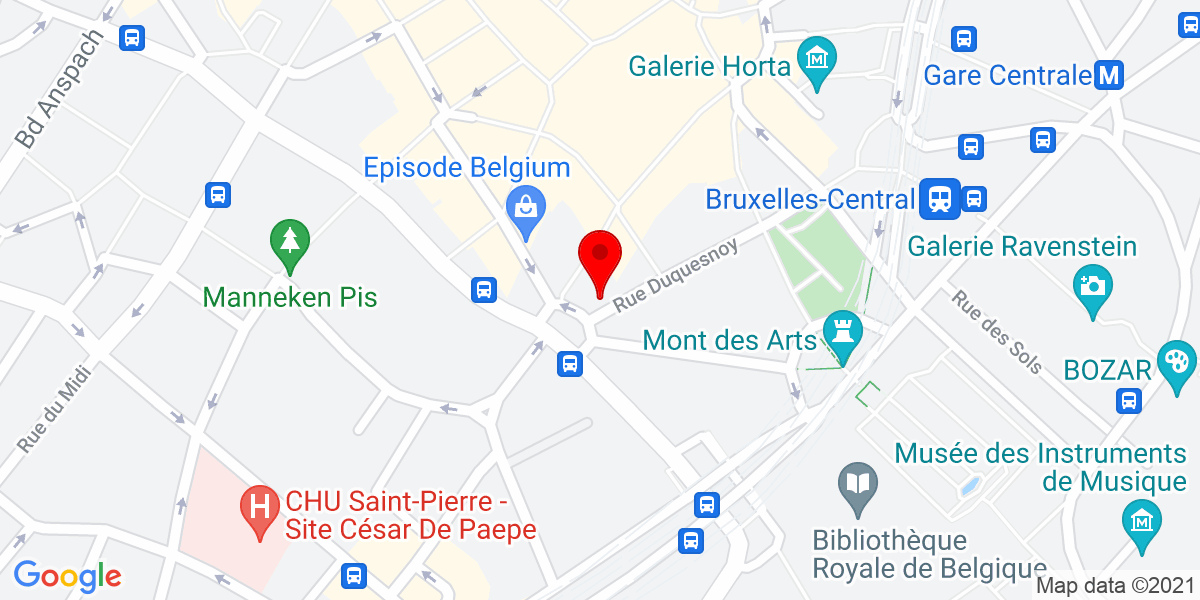 Bd Anspach
Galerie Horta
Gare Centrale
M
Episode Belgium
Bruxelles-Central
Galerie Ravenstein
Manneken Pis
Rue Duquesnoy
Rue des Sols
Mont des Arts
BOZAR
Rue du Midi
Musée des Instruments
de Musique
H
CHU Saint-Pierre -
Site César De Paepe
Bibliothèque
Royale de Belgique
Google
Map data ©2021